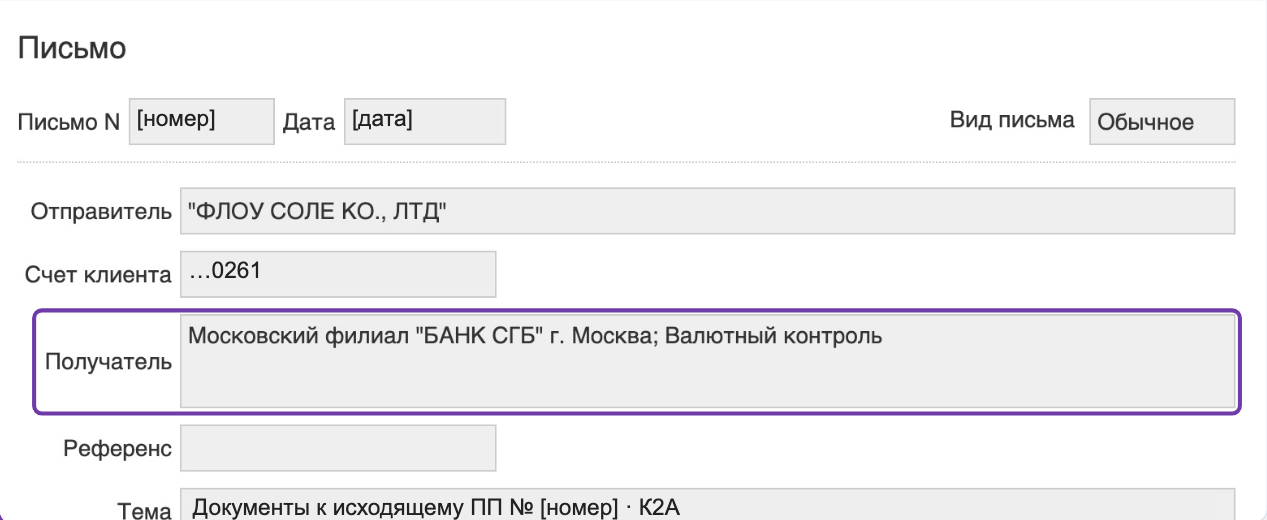 Письмо
Письмо N [номер] Дата [дата] Вид письма Обычное
Отправитель "ФЛОУ СОЛЕ КО., ЛТД"
Счет клиента …0261
Получатель Московский филиал "БАНК СГБ" г. Москва; Валютный контроль
Референс
Тема Документы к исходящему ПП № [номер] · К2А